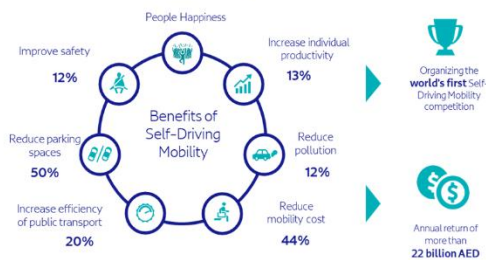 People Happiness
Improve safety
12%
Increase individual
productivity
13%
Benefits of
Self-Driving
Mobility
Reduce parking
spaces
50%
Reduce
pollution
12%
Increase efficiency
of public transport
20%
Reduce
mobility cost
44%
Organizing the
world's first Self-
Driving Mobility
competition
$
$
Annual return of
more than
22 billion AED